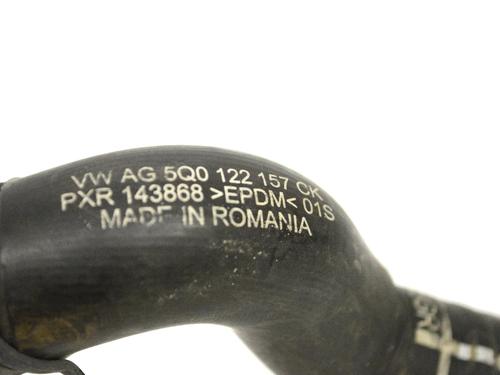 VW AG 5Q0 122 157 CK
PXR 143868 >EPDM< 01S
MADE IN ROMANIA